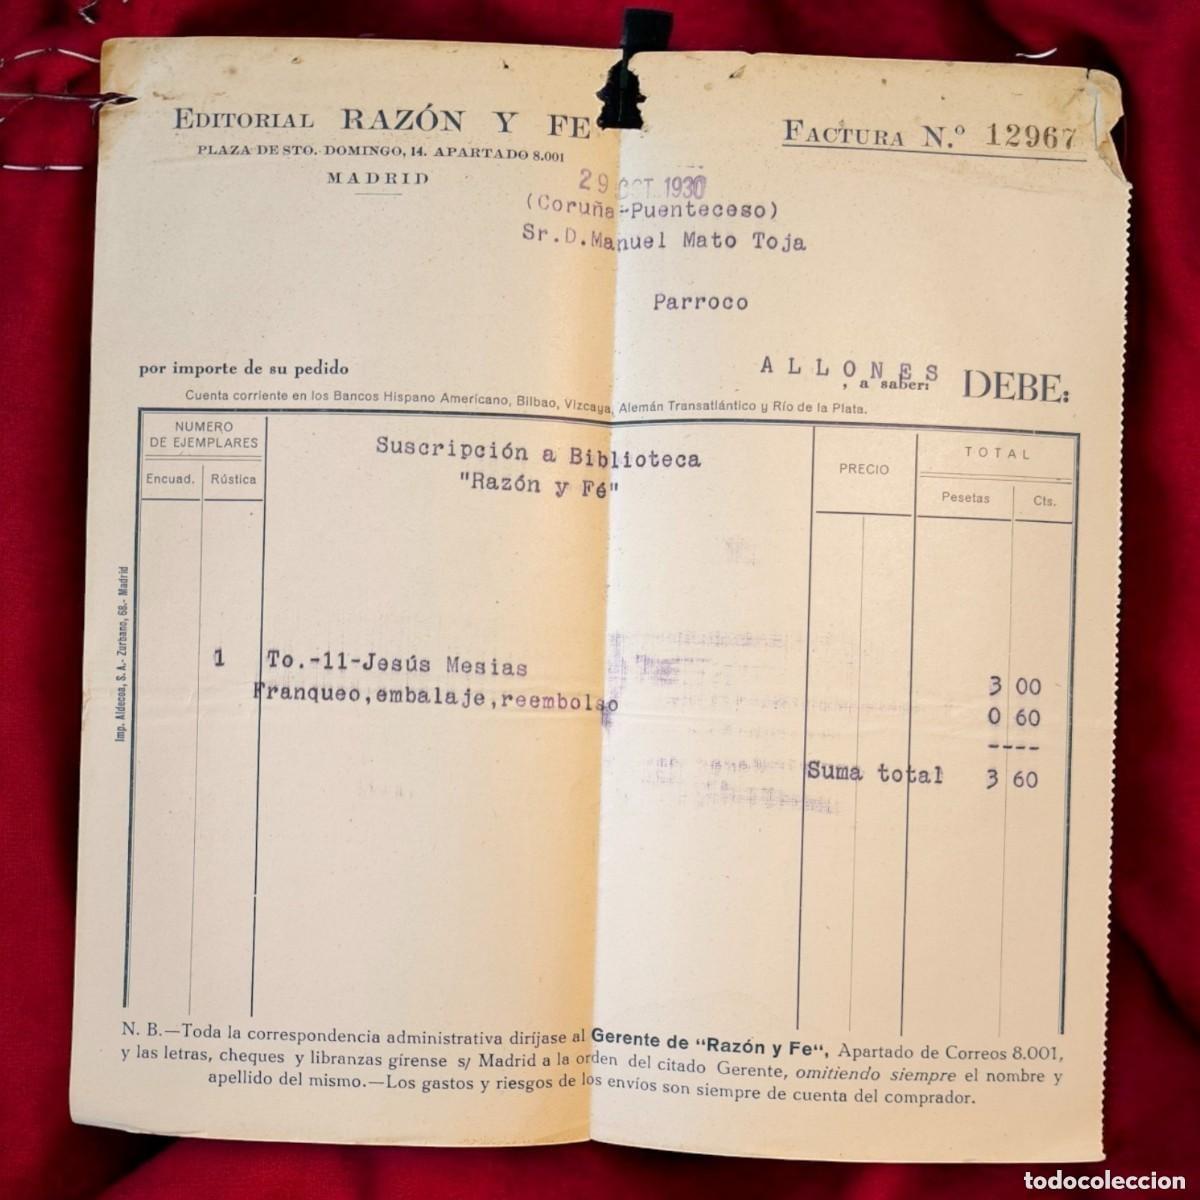 EDITORIAL RAZÓN Y FE
PLAZA DE STO. DOMINGO, 14. APARTADO 8.001
MADRID
FACTURA N.º 12967
29 OCT. 1930
(Coruña-Puenteceso)
Sr.D.Manuel Mato Toja
Parroco
ALLONES
por importe de su pedido , a saber: DEBE:
Cuenta corriente en los Bancos Hispano Americano, Bilbao, Vizcaya, Alemán Transatlántico y Río de la Plata.
NUMERO DE EJEMPLARES
Encuad. Rústica
PRECIO
TOTAL
Pesetas Cts.
Suscripción a Biblioteca
"Razón y Fé"
1 To.-11-Jesús Mesias 3 00
Franqueo,embalaje,reembolso 0 60
----
Suma total 3 60
Imp. Aldecoa, S.A.- Zurbano, 68.- Madrid
N. B.—Toda la correspondencia administrativa diríjase al Gerente de "Razón y Fe", Apartado de Correos 8.001,
y las letras, cheques y libranzas gírense s/ Madrid a la orden del citado Gerente, omitiendo siempre el nombre y
apellido del mismo.—Los gastos y riesgos de los envíos son siempre de cuenta del comprador.
todocoleccion